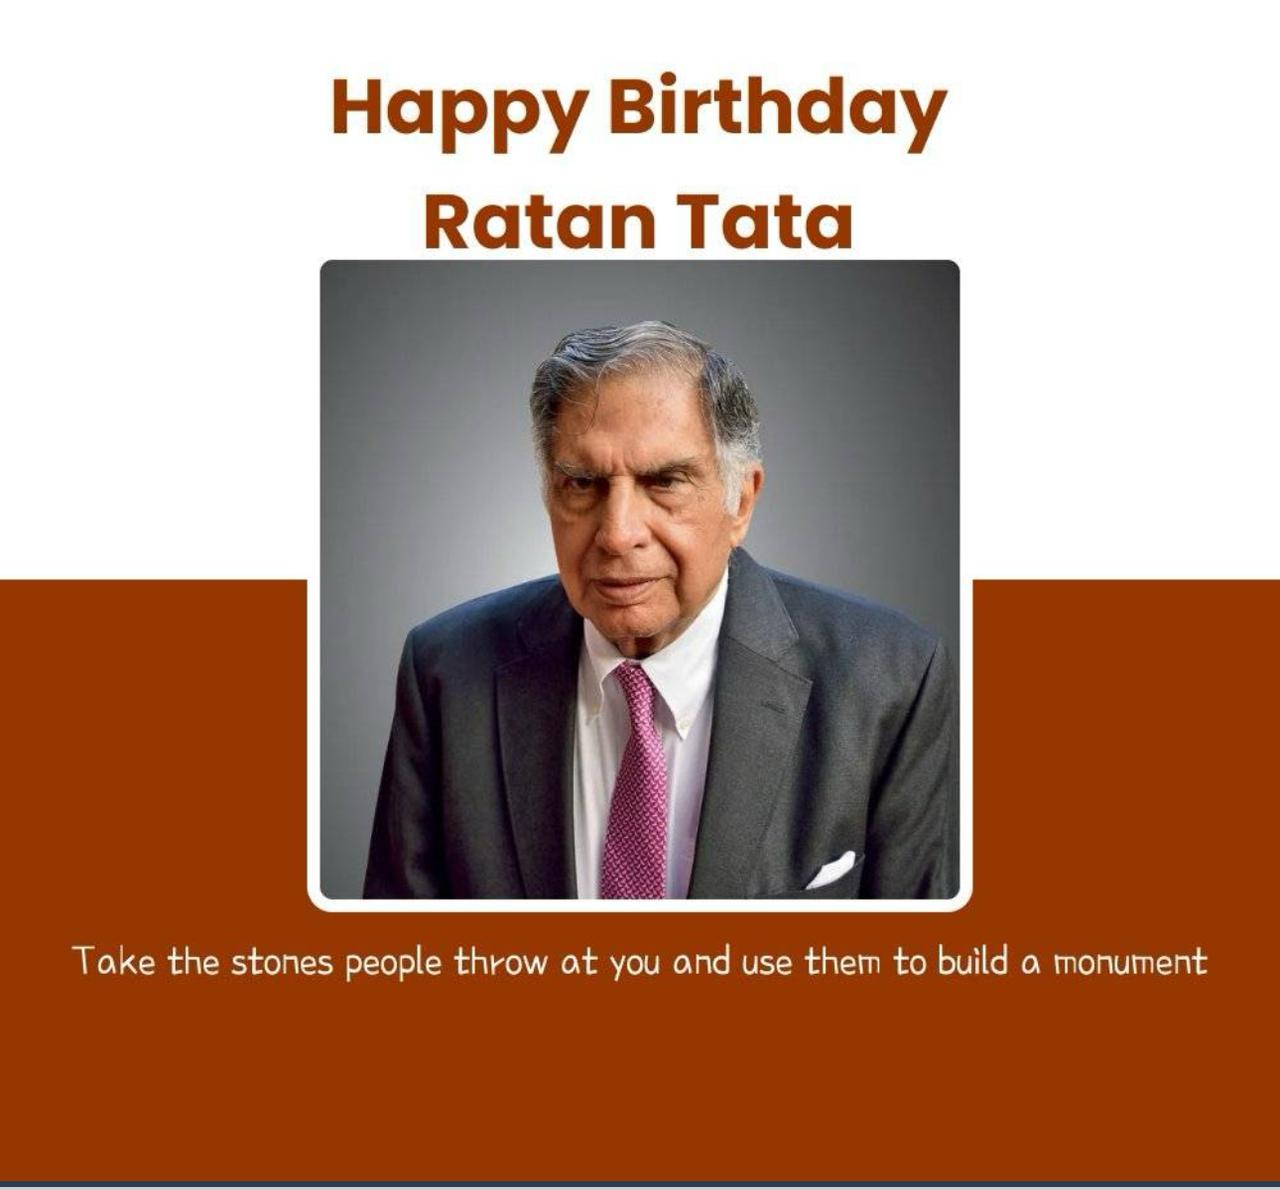 Happy Birthday
Ratan Tata
Take the stones people throw at you and use them to build a monument